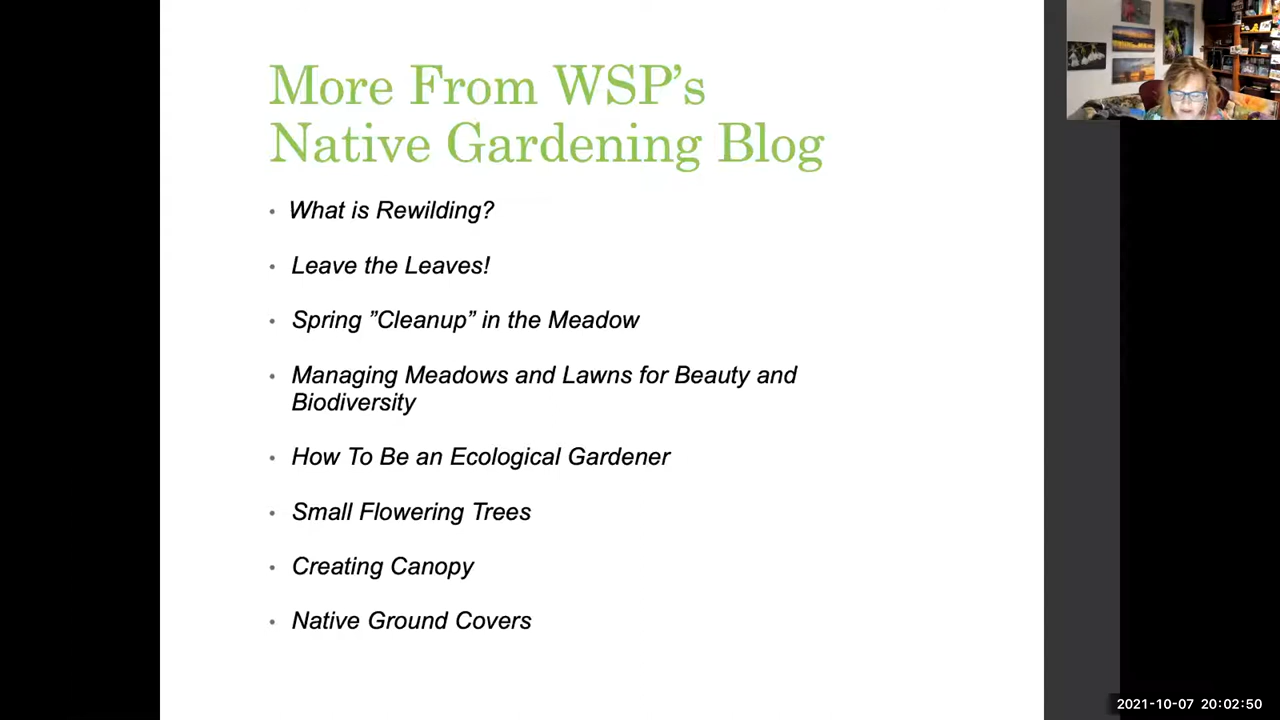 More From WSP’s
Native Gardening Blog
• What is Rewilding?
• Leave the Leaves!
• Spring ”Cleanup” in the Meadow
• Managing Meadows and Lawns for Beauty and
Biodiversity
• How To Be an Ecological Gardener
• Small Flowering Trees
• Creating Canopy
• Native Ground Covers
2021-10-07 20:02:50